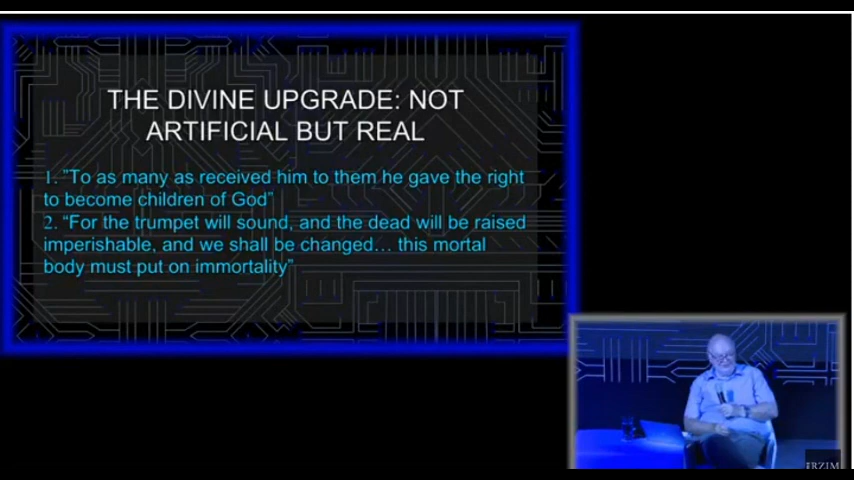 THE DIVINE UPGRADE: NOT
ARTIFICIAL BUT REAL
1. "To as many as received him to them he gave the right
to become children of God"
2. "For the trumpet will sound, and the dead will be raised
imperishable, and we shall be changed… this mortal
body must put on immortality"
RZIM